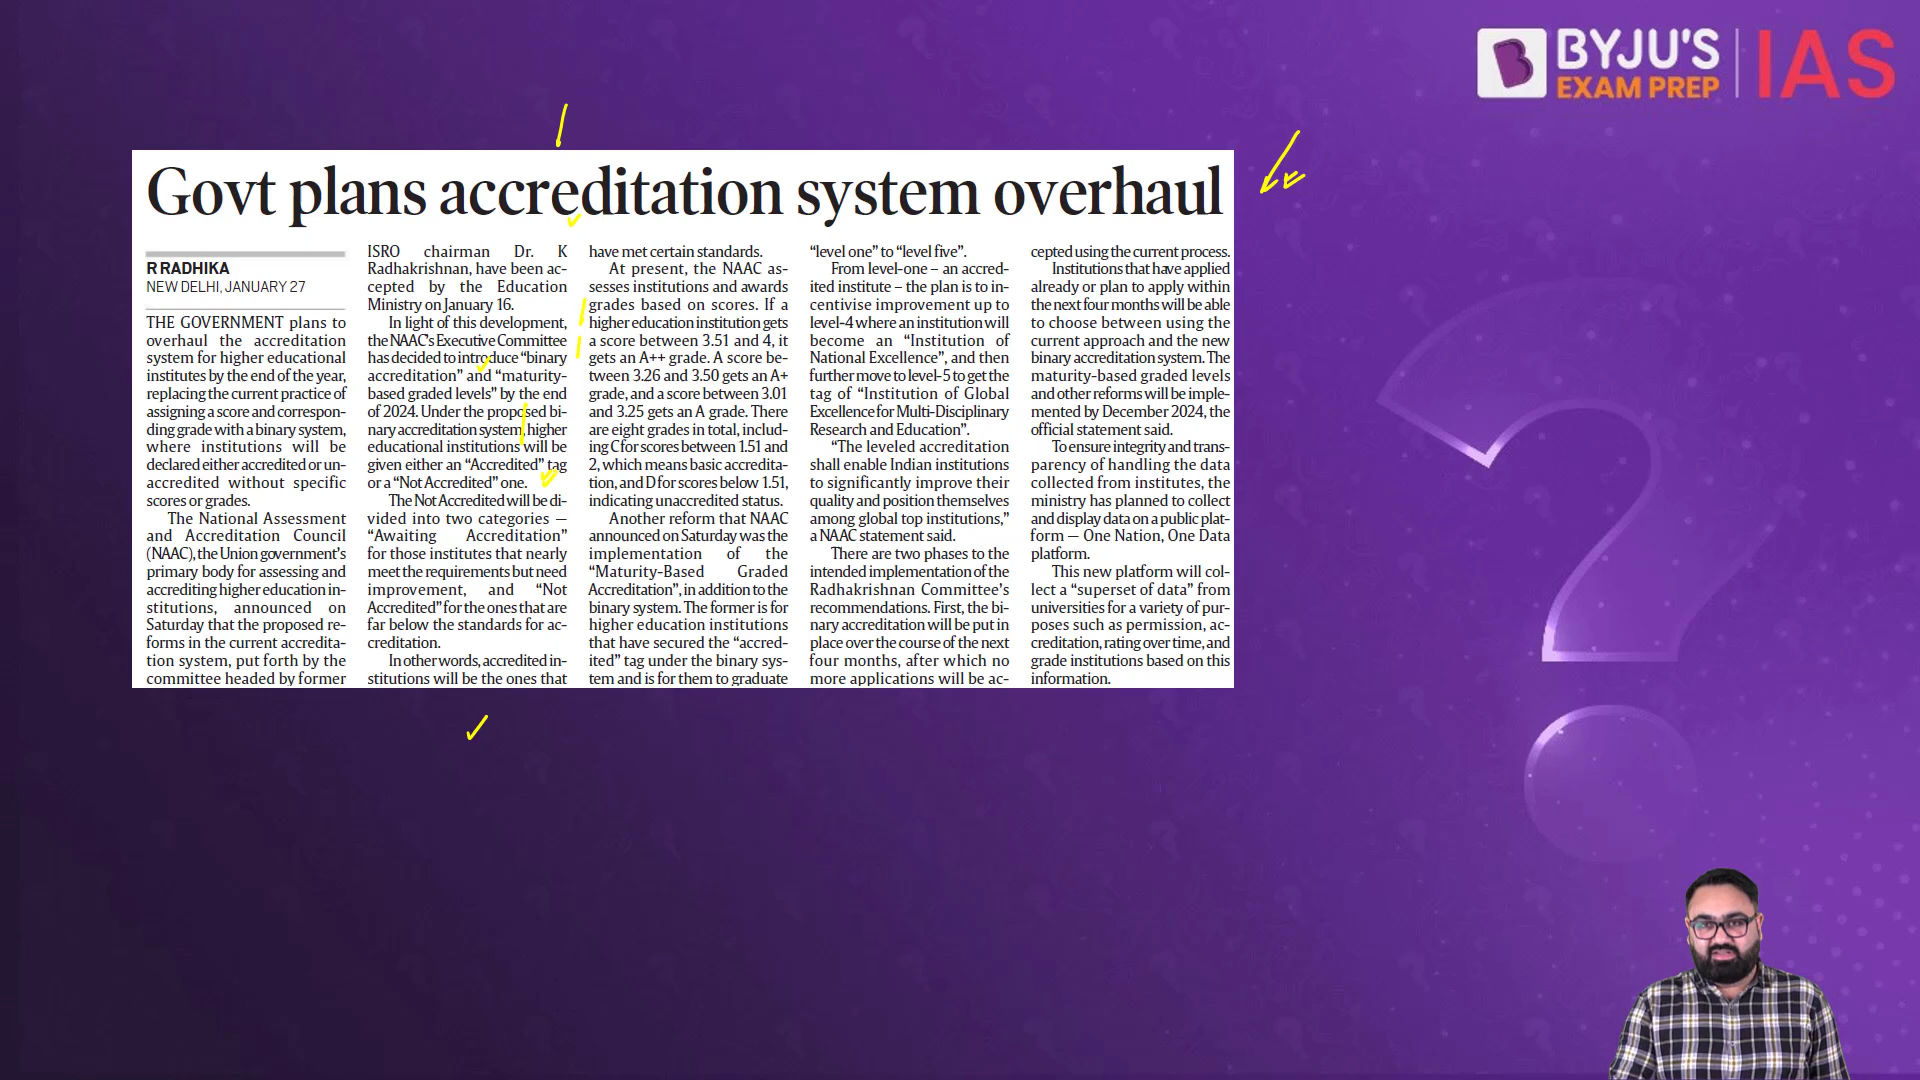 BYJU'S
EXAM PREP
IAS
Govt plans accreditation system overhaul
R RADHIKA
NEW DELHI, JANUARY 27
THE GOVERNMENT plans to
overhaul the accreditation
system for higher educational
institutes by the end of the year,
replacing the current practice of
assigning a score and correspon-
ding grade with a binary system,
where institutions will be
declared either accredited or un-
accredited without specific
scores or grades.
The National Assessment
and Accreditation Council
(NAAC), the Union government's
primary body for assessing and
accrediting higher education in-
stitutions, announced on
Saturday that the proposed re-
forms in the current accredita-
tion system, put forth by the
committee headed by former
ISRO chairman Dr. K
Radhakrishnan, have been ac-
cepted by the Education
Ministry on January 16.
In light of this development,
the NAAC's Executive Committee
has decided to introduce "binary
accreditation" and "maturity-
based graded levels" by the end
of 2024. Under the proposed bi-
nary accreditation system, higher
educational institutions will be
given either an "Accredited" tag
or a "Not Accredited" one.
The Not Accredited will be di-
vided into two categories —
"Awaiting Accreditation"
for those institutes that nearly
meet the requirements but need
improvement, and "Not
Accredited" for the ones that are
far below the standards for ac-
creditation.
In other words, accredited in-
stitutions will be the ones that
have met certain standards.
At present, the NAAC as-
sesses institutions and awards
grades based on scores. If a
higher education institution gets
a score between 3.51 and 4, it
gets an A++ grade. A score be-
tween 3.26 and 3.50 gets an A+
grade, and a score between 3.01
and 3.25 gets an A grade. There
are eight grades in total, includ-
ing C for scores between 1.51 and
2, which means basic accredita-
tion, and D for scores below 1.51,
indicating unaccredited status.
Another reform that NAAC
announced on Saturday was the
implementation of the
"Maturity-Based Graded
Accreditation", in addition to the
binary system. The former is for
higher education institutions
that have secured the "accred-
ited" tag under the binary sys-
tem and is for them to graduate
"level one" to "level five".
From level-one – an accred-
ited institute – the plan is to in-
centivise improvement up to
level-4 where an institution will
become an "Institution of
National Excellence", and then
further move to level-5 to get the
tag of "Institution of Global
Excellence for Multi-Disciplinary
Research and Education".
"The leveled accreditation
shall enable Indian institutions
to significantly improve their
quality and position themselves
among global top institutions,"
a NAAC statement said.
There are two phases to the
intended implementation of the
Radhakrishnan Committee's
recommendations. First, the bi-
nary accreditation will be put in
place over the course of the next
four months, after which no
more applications will be ac-
cepted using the current process.
Institutions that have applied
already or plan to apply within
the next four months will be able
to choose between using the
current approach and the new
binary accreditation system. The
maturity-based graded levels
and other reforms will be imple-
mented by December 2024, the
official statement said.
To ensure integrity and trans-
parency of handling the data
collected from institutes, the
ministry has planned to collect
and display data on a public plat-
form — One Nation, One Data
platform.
This new platform will col-
lect a "superset of data" from
universities for a variety of pur-
poses such as permission, ac-
creditation, rating over time, and
grade institutions based on this
information.